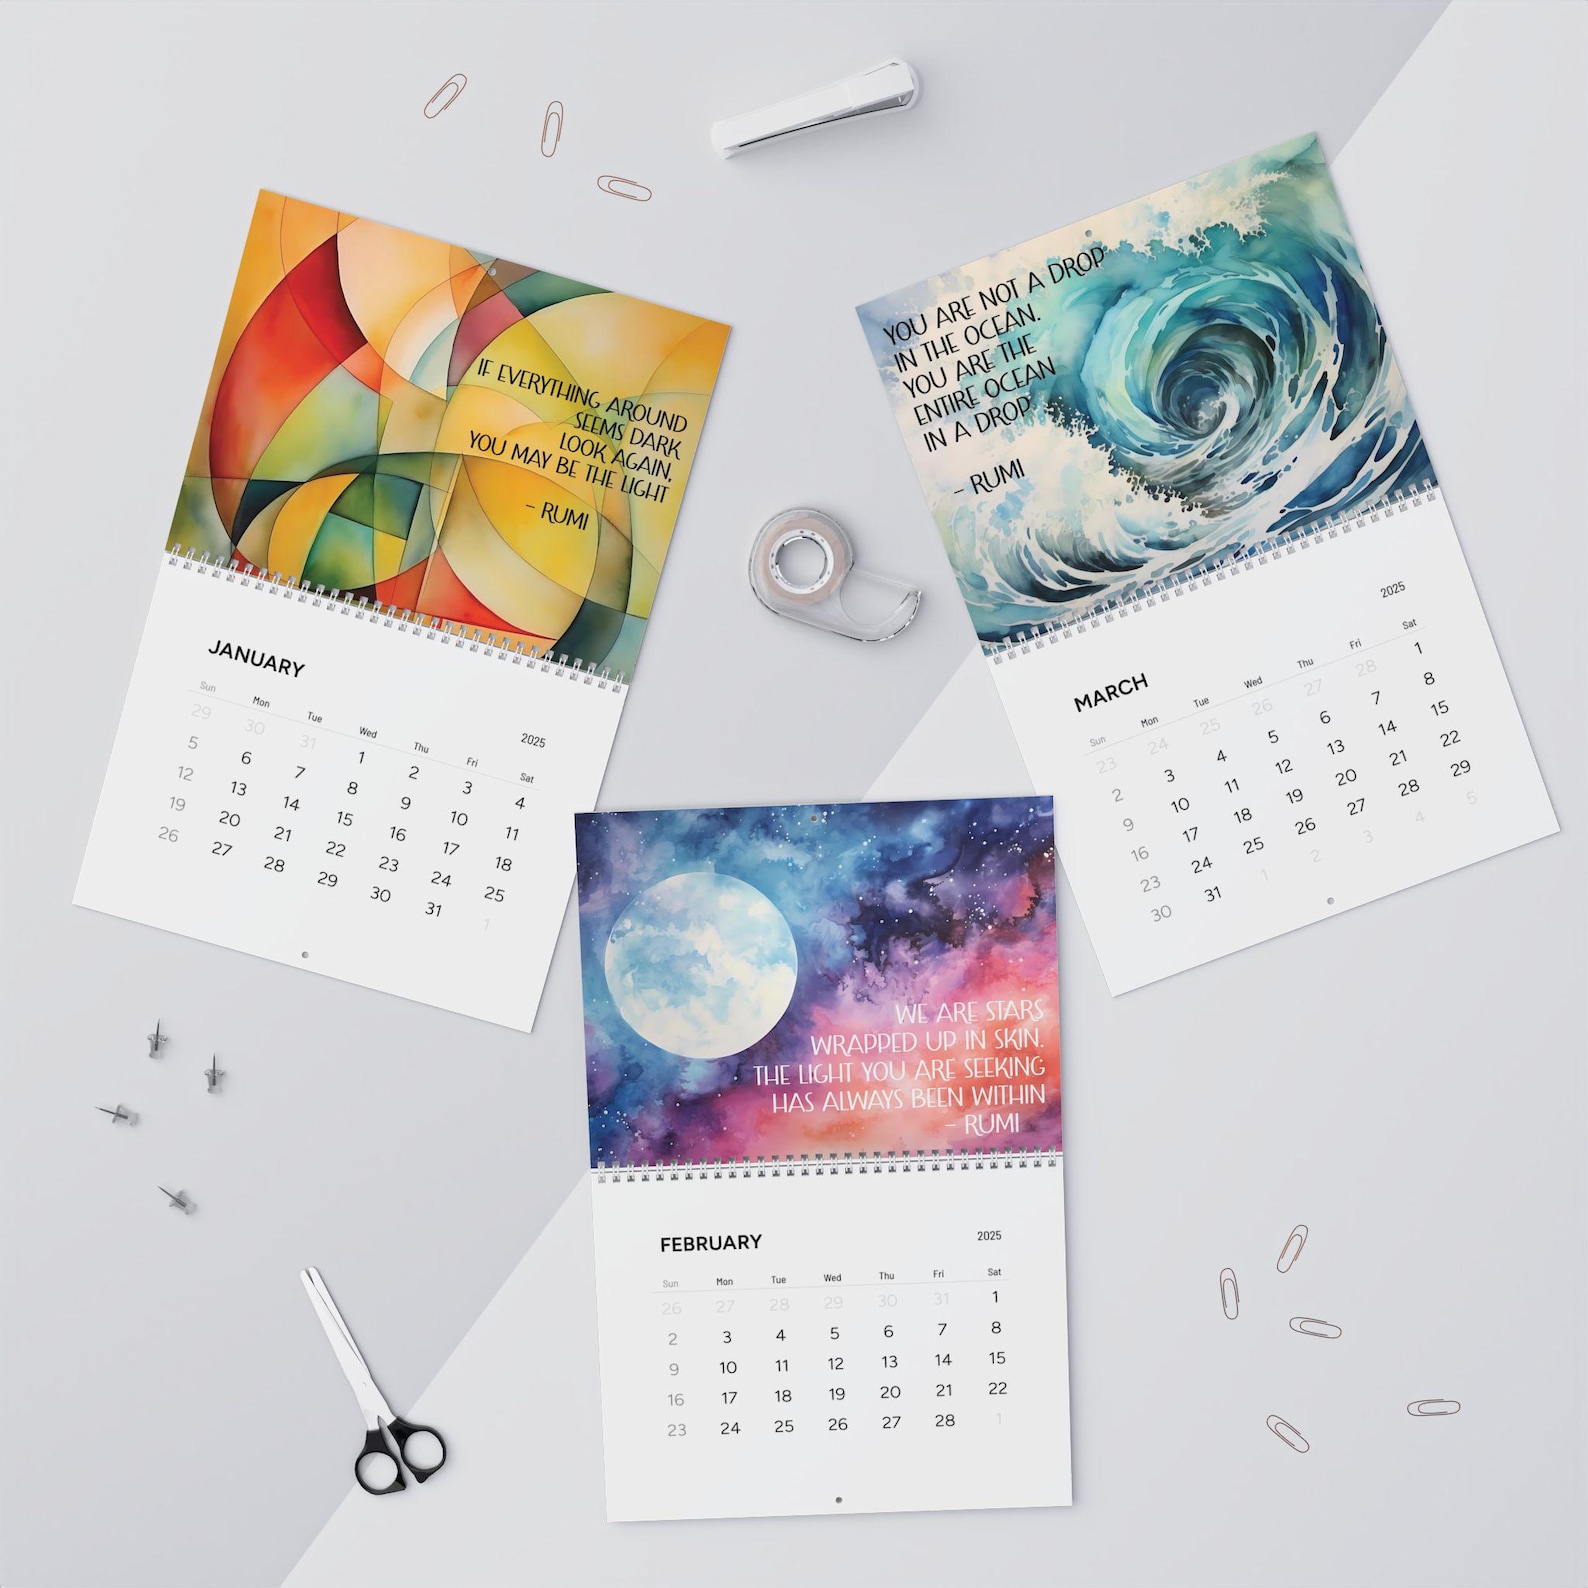 IF EVERYTHING AROUND
SEEMS DARK
LOOK AGAIN,
YOU MAY BE THE LIGHT
- RUMI
JANUARY
2025
Sun Mon Tue Wed Thu Fri Sat
29 30 31 1 2 3 4
5 6 7 8 9 10 11
12 13 14 15 16 17 18
19 20 21 22 23 24 25
26 27 28 29 30 31 1
YOU ARE NOT A DROP
IN THE OCEAN.
YOU ARE THE
ENTIRE OCEAN
IN A DROP
- RUMI
MARCH
2025
Sun Mon Tue Wed Thu Fri Sat
23 24 25 26 27 28 1
2 3 4 5 6 7 8
9 10 11 12 13 14 15
16 17 18 19 20 21 22
23 24 25 26 27 28 29
30 31 1 2 3 4 5
WE ARE STARS
WRAPPED UP IN SKIN.
THE LIGHT YOU ARE SEEKING
HAS ALWAYS BEEN WITHIN
- RUMI
FEBRUARY
2025
Sun Mon Tue Wed Thu Fri Sat
26 27 28 29 30 31 1
2 3 4 5 6 7 8
9 10 11 12 13 14 15
16 17 18 19 20 21 22
23 24 25 26 27 28 1